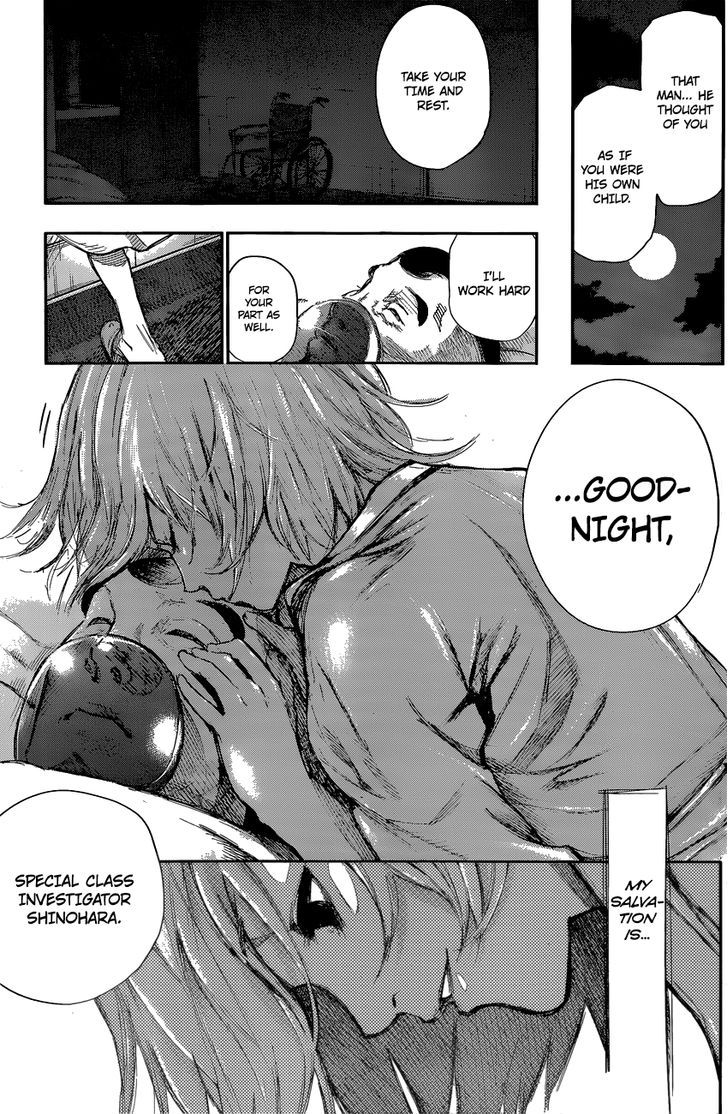 THAT
MAN... HE
THOUGHT
OF YOU
AS IF
YOU WERE
HIS OWN
CHILD.
TAKE YOUR
TIME AND
REST.
I'LL
WORK HARD
FOR
YOUR
PART AS
WELL.
...GOOD-
NIGHT,
SPECIAL CLASS
INVESTIGATOR
SHINOHARA.
MY
SALVA-
TION
IS...